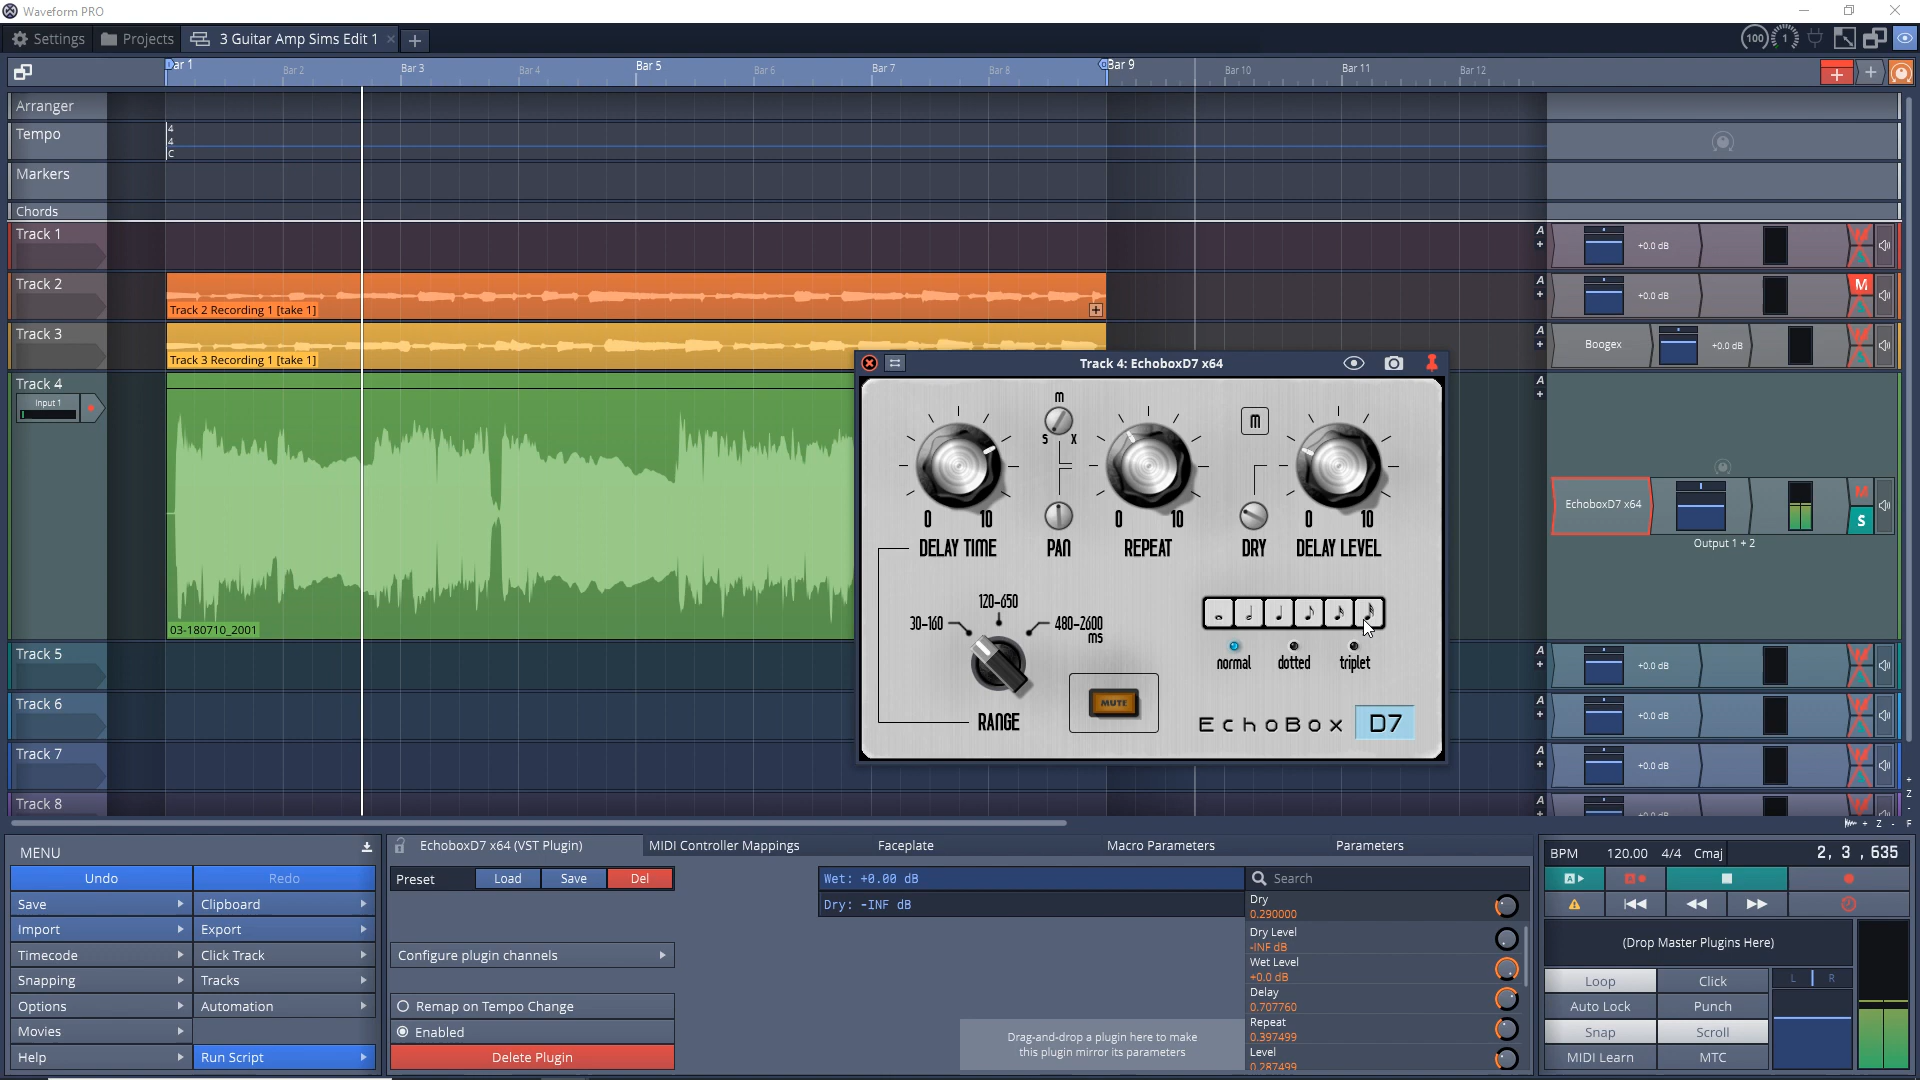 Waveform PRO
Settings
Projects
3 Guitar Amp Sims Edit 1
100
1
Bar 1
Bar 2
Bar 3
Bar 4
Bar 5
Bar 6
Bar 7
Bar 8
Bar 9
Bar 10
Bar 11
Bar 12
Arranger
Tempo
4
4
C
Markers
Chords
Track 1
A
+0.0 dB
Track 2
Track 2 Recording 1 [take 1]
A
+0.0 dB
M
Track 3
Track 3 Recording 1 [take 1]
A
Boogex
+0.0 dB
Track 4
Input 1
03-180710_2001
A
EchoboxD7 x64
M
S
Output 1 + 2
Track 4: EchoboxD7 x64
m
S X
m
0 10
0 10
0 10
DELAY TIME
PAN
REPEAT
DRY
DELAY LEVEL
120-650
30-160
480-2600
ms
normal
dotted
triplet
MUTE
RANGE
EchoBox D7
Track 5
A
+0.0 dB
Track 6
A
+0.0 dB
Track 7
A
+0.0 dB
Track 8
A
+
Z
-
+ Z - F
MENU
Undo
Redo
Save
Clipboard
Import
Export
Timecode
Click Track
Snapping
Tracks
Options
Automation
Movies
Help
Run Script
EchoboxD7 x64 (VST Plugin)
MIDI Controller Mappings
Faceplate
Macro Parameters
Parameters
Preset
Load
Save
Del
Configure plugin channels
Remap on Tempo Change
Enabled
Delete Plugin
Wet: +0.00 dB
Dry: -INF dB
Drag-and-drop a plugin here to make
this plugin mirror its parameters
Search
Dry
0.290000
Dry Level
-INF dB
Wet Level
+0.0 dB
Delay
0.707760
Repeat
0.397499
Level
0.287499
BPM 120.00 4/4 Cmaj 2, 3 , 635
A
A
(Drop Master Plugins Here)
Loop
Click
Auto Lock
Punch
Snap
Scroll
MIDI Learn
MTC
L R